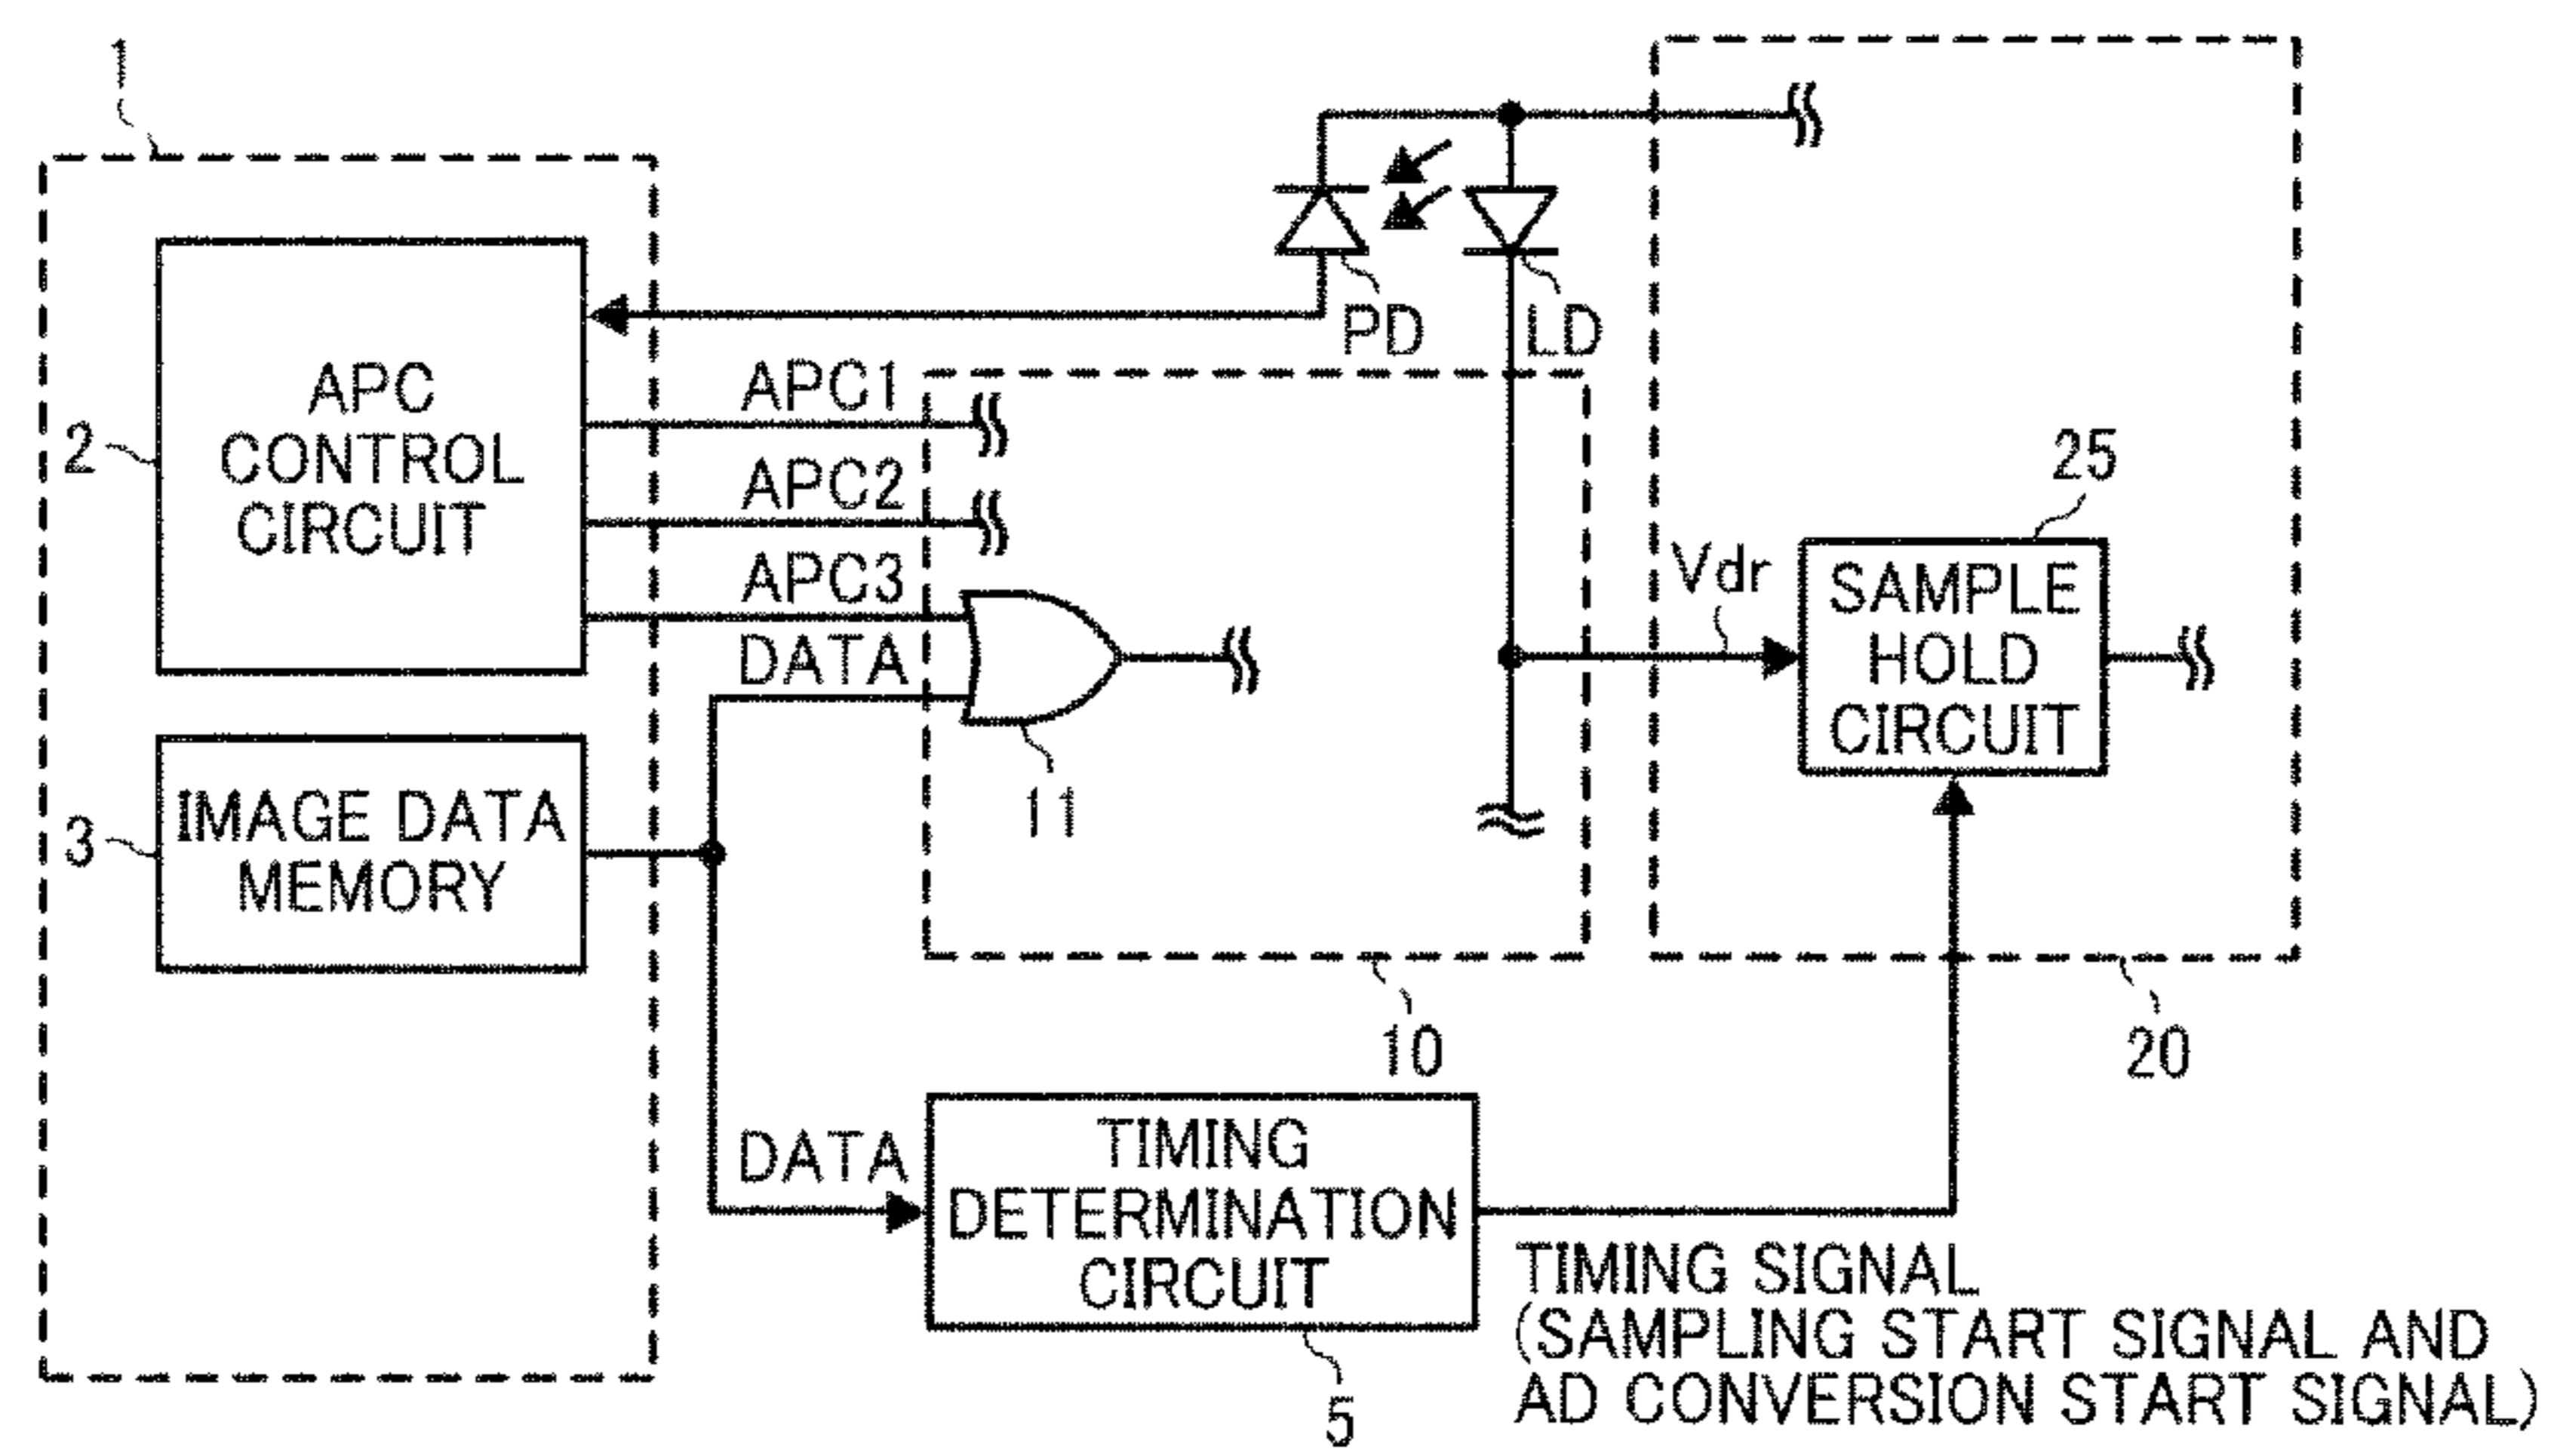 1
PD
LD
APC
CONTROL
CIRCUIT
2
APC1
APC2
APC3
DATA
11
25
Vdr
SAMPLE
HOLD
CIRCUIT
IMAGE DATA
MEMORY
3
10
20
DATA
TIMING
DETERMINATION
CIRCUIT
5
TIMING SIGNAL
(SAMPLING START SIGNAL AND
AD CONVERSION START SIGNAL)